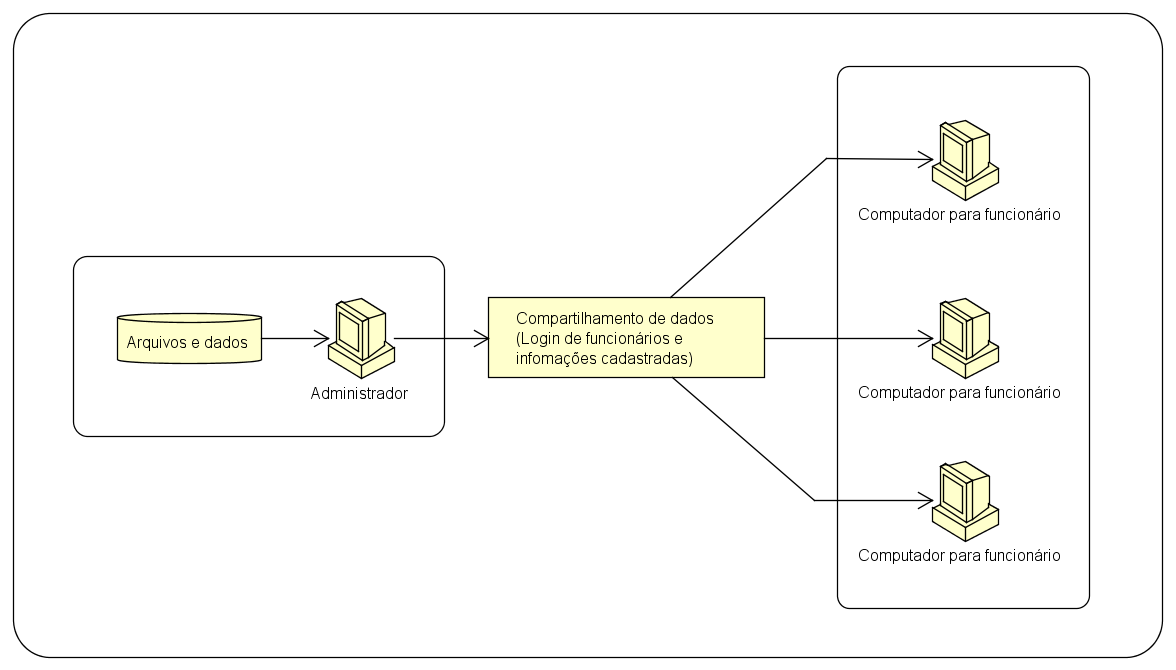 Computador para funcionário
Arquivos e dados
Administrador
Compartilhamento de dados
(Login de funcionários e
infomações cadastradas)
Computador para funcionário
Computador para funcionário